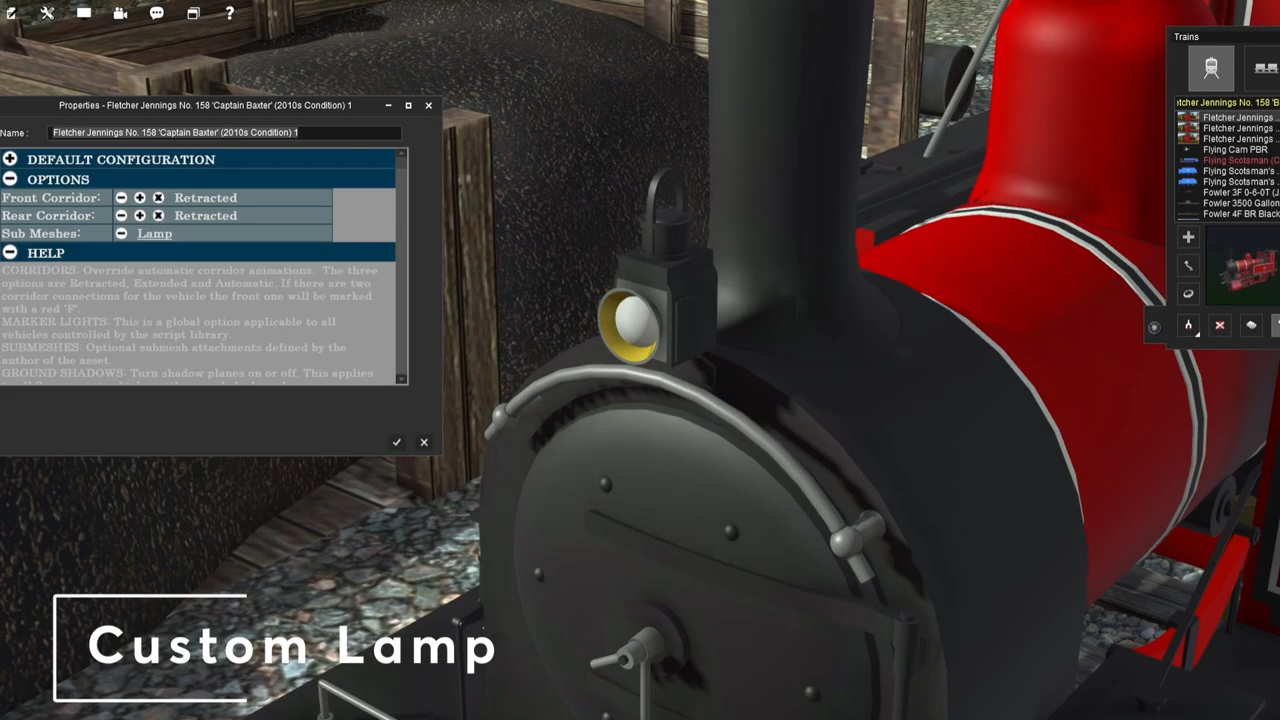 ?
Properties - Fletcher Jennings No. 158 'Captain Baxter' (2010s Condition) 1
Name :
Fletcher Jennings No. 158 'Captain Baxter' (2010s Condition) 1
DEFAULT CONFIGURATION
OPTIONS
Front Corridor: Retracted
Rear Corridor: Retracted
Sub Meshes: Lamp
HELP
CORRIDORS: Override automatic corridor animations. The three
options are Retracted, Extended and Automatic. If there are two
corridor connections for the vehicle the front one will be marked
with a red 'F'.
MARKER LIGHTS: This is a global option applicable to all
vehicles controlled by the script library.
SUBMESHES: Optional submesh attachments defined by the
author of the asset.
GROUND SHADOWS: Turn shadow planes on or off. This applies
Trains
Jennings No. 158 'B
Fletcher Jennings ...
Fletcher Jennings ...
Fletcher Jennings ...
Flying Cam PBR
Flying Scotsman (C
Flying Scotsman's .
Flying Scotsman's .
Fowler 3F 0-6-0T (J
Fowler 3500 Gallon
Fowler 4F BR Black
Custom Lamp